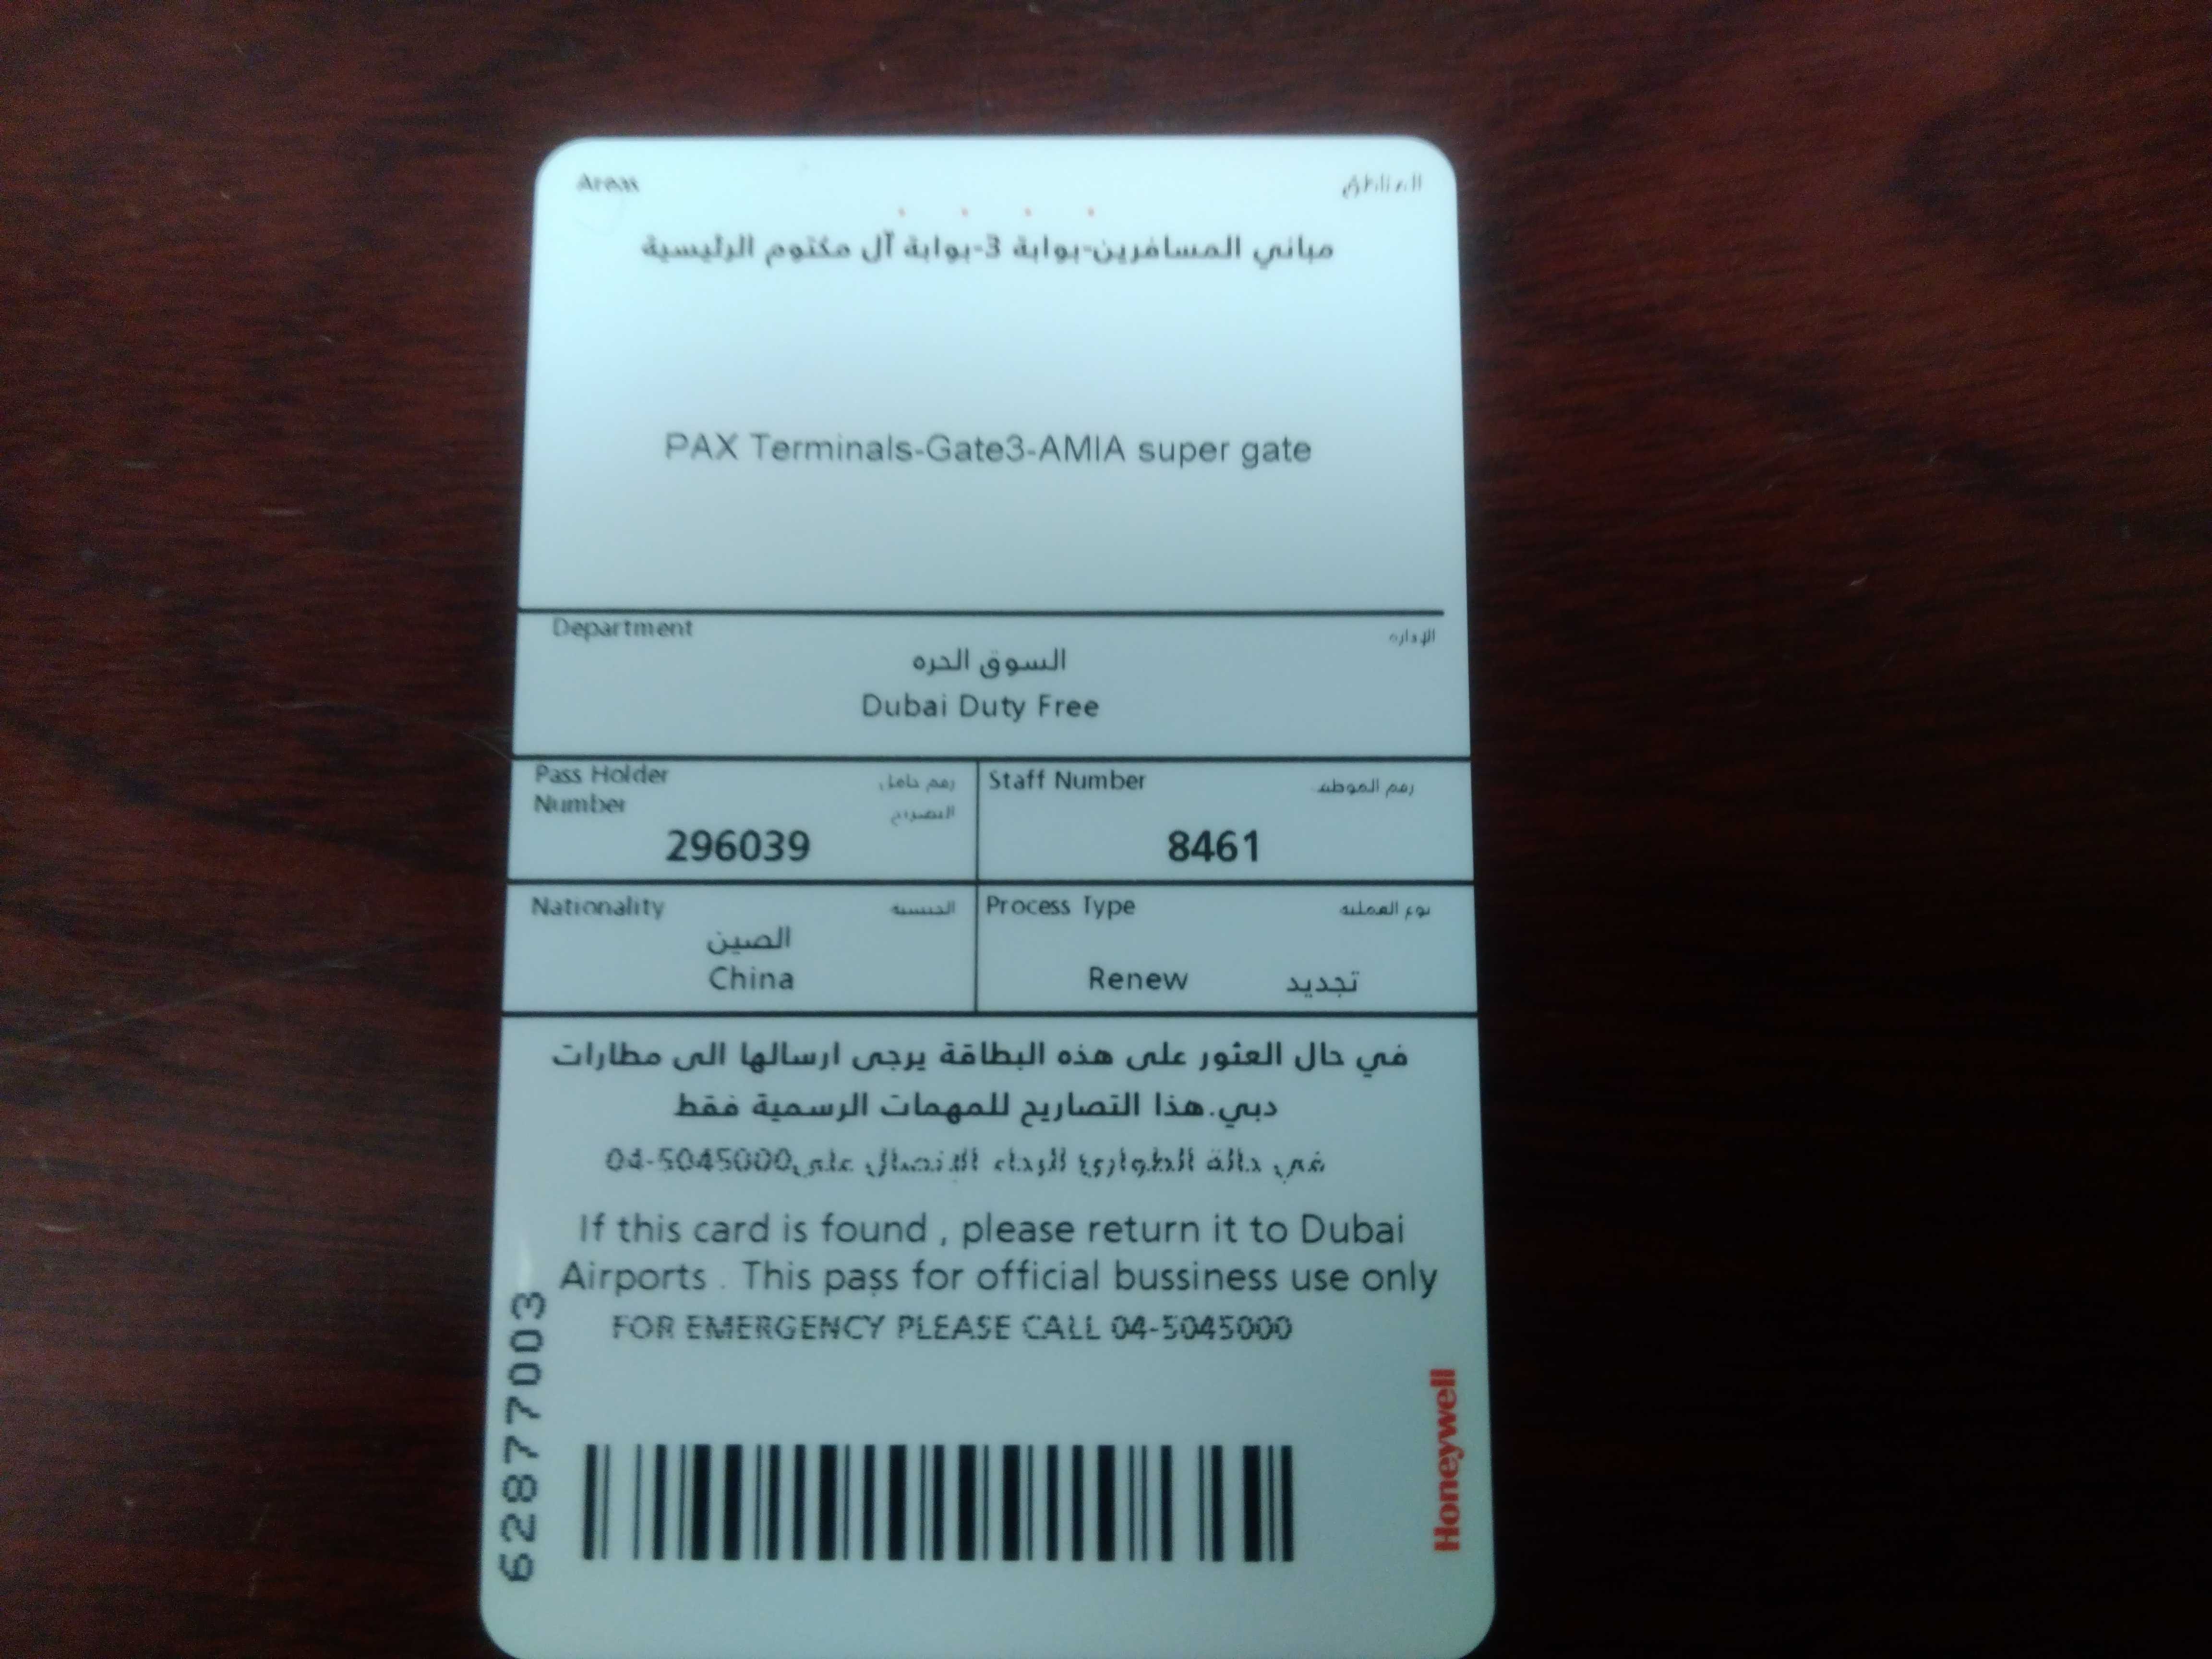 Areas المناطق
مباني المسافرين-بوابة 3-بوابة آل مكتوم الرئيسية
PAX Terminals-Gate3-AMIA super gate
Department الإدارة
السوق الحره
Dubai Duty Free
Pass Holder رقم حامل
Number التصريح
296039
Staff Number رقم الموظف
8461
Nationality الجنسية
الصين
China
Process Type نوع العملية
Renew تجديد
في حال العثور على هذه البطاقة يرجى ارسالها الى مطارات
دبي.هذا التصاريح للمهمات الرسمية فقط
في حالة الطوارئ الرجاء الإتصال على04-5045000
If this card is found , please return it to Dubai
Airports . This pass for official bussiness use only
FOR EMERGENCY PLEASE CALL 04-5045000
62877003
Honeywell